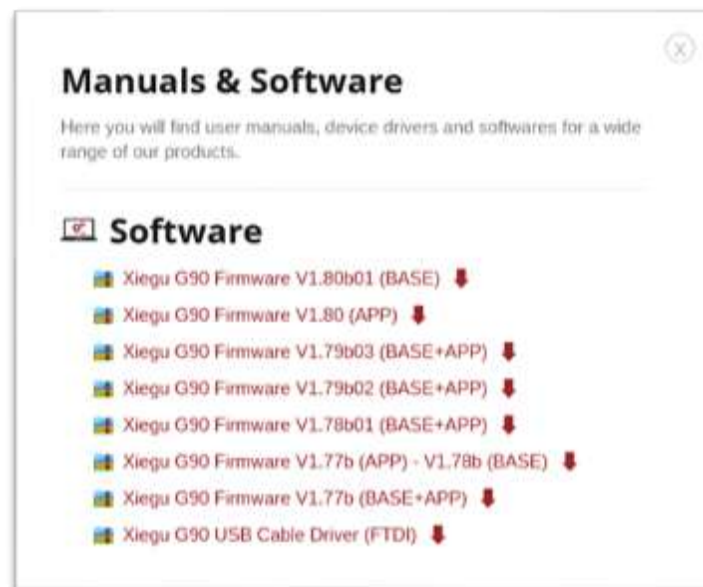 X
Manuals & Software
Here you will find user manuals, device drivers and softwares for a wide
range of our products.
Software
Xiegu G90 Firmware V1.80b01 (BASE)
Xiegu G90 Firmware V1.80 (APP)
Xiegu G90 Firmware V1.79b03 (BASE+APP)
Xiegu G90 Firmware V1.79b02 (BASE+APP)
Xiegu G90 Firmware V1.78b01 (BASE+APP)
Xiegu G90 Firmware V1.77b (APP) - V1.78b (BASE)
Xiegu G90 Firmware V1.77b (BASE+APP)
Xiegu G90 USB Cable Driver (FTDI)